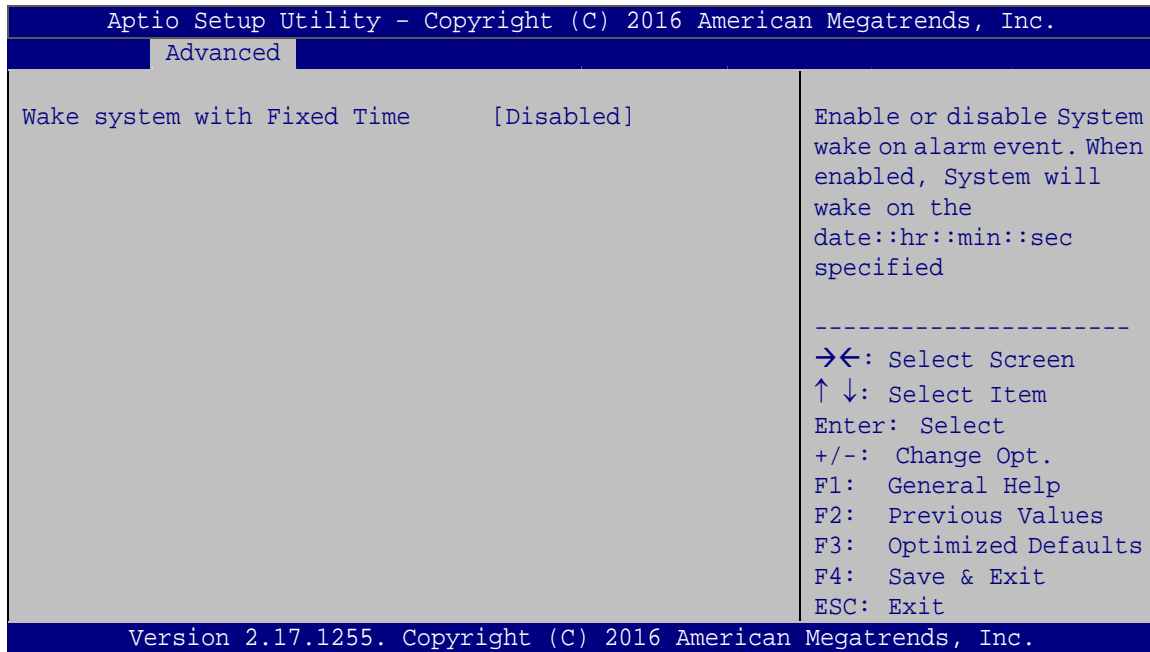 Aptio Setup Utility – Copyright (C) 2016 American Megatrends, Inc.
Advanced
Wake system with Fixed Time [Disabled]
Enable or disable System
wake on alarm event. When
enabled, System will
wake on the
date::hr::min::sec
specified
----------------------
→←: Select Screen
↑ ↓: Select Item
Enter: Select
+/-: Change Opt.
F1: General Help
F2: Previous Values
F3: Optimized Defaults
F4: Save & Exit
ESC: Exit
Version 2.17.1255. Copyright (C) 2016 American Megatrends, Inc.